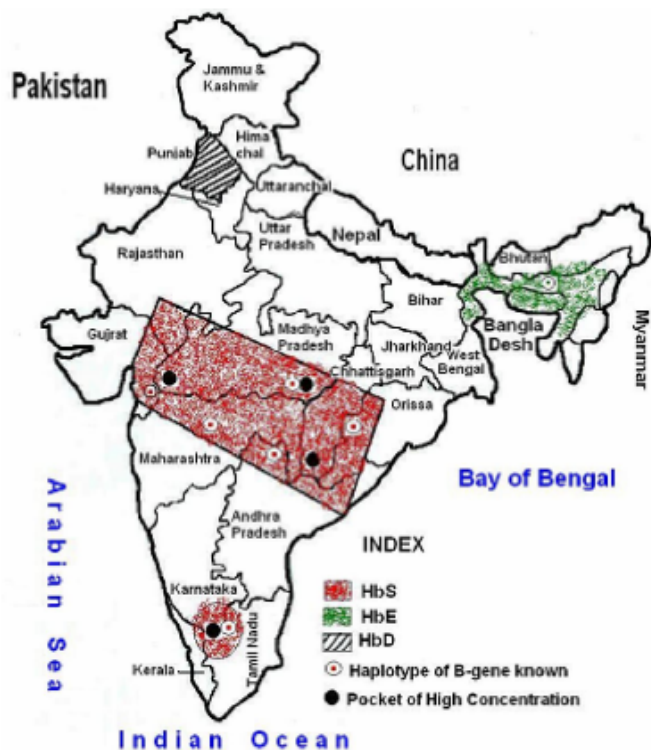 Jammu &
Kashmir
Pakistan
Hima
chal
Punjab
China
Uttaranchal
Haryana
Uttar
Pradesh
Nepal
Rajasthan
Bhutan
Bihar
Gujrat
Madhya
Pradesh
Bangla
Desh
Myanmar
Jharkhand
West
Bengal
Chhattisgarh
Orissa
Maharashtra
Bay of Bengal
Arabian Sea
Andhra
Pradesh
INDEX
Karnataka
HbS
HbE
HbD
Tamil Nadu
Kerala
Haplotype of B-gene known
Pocket of High Concentration
Indian Ocean